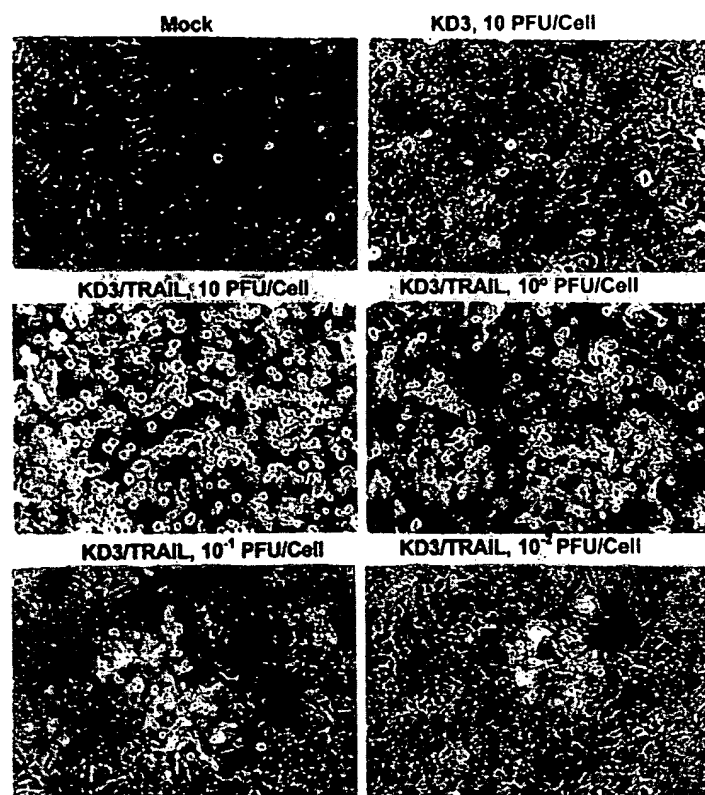 Mock
KD3, 10 PFU/Cell
KD3/TRAIL, 10 PFU/Cell
KD3/TRAIL, 10⁰ PFU/Cell
KD3/TRAIL, 10⁻¹ PFU/Cell
KD3/TRAIL, 10⁻² PFU/Cell